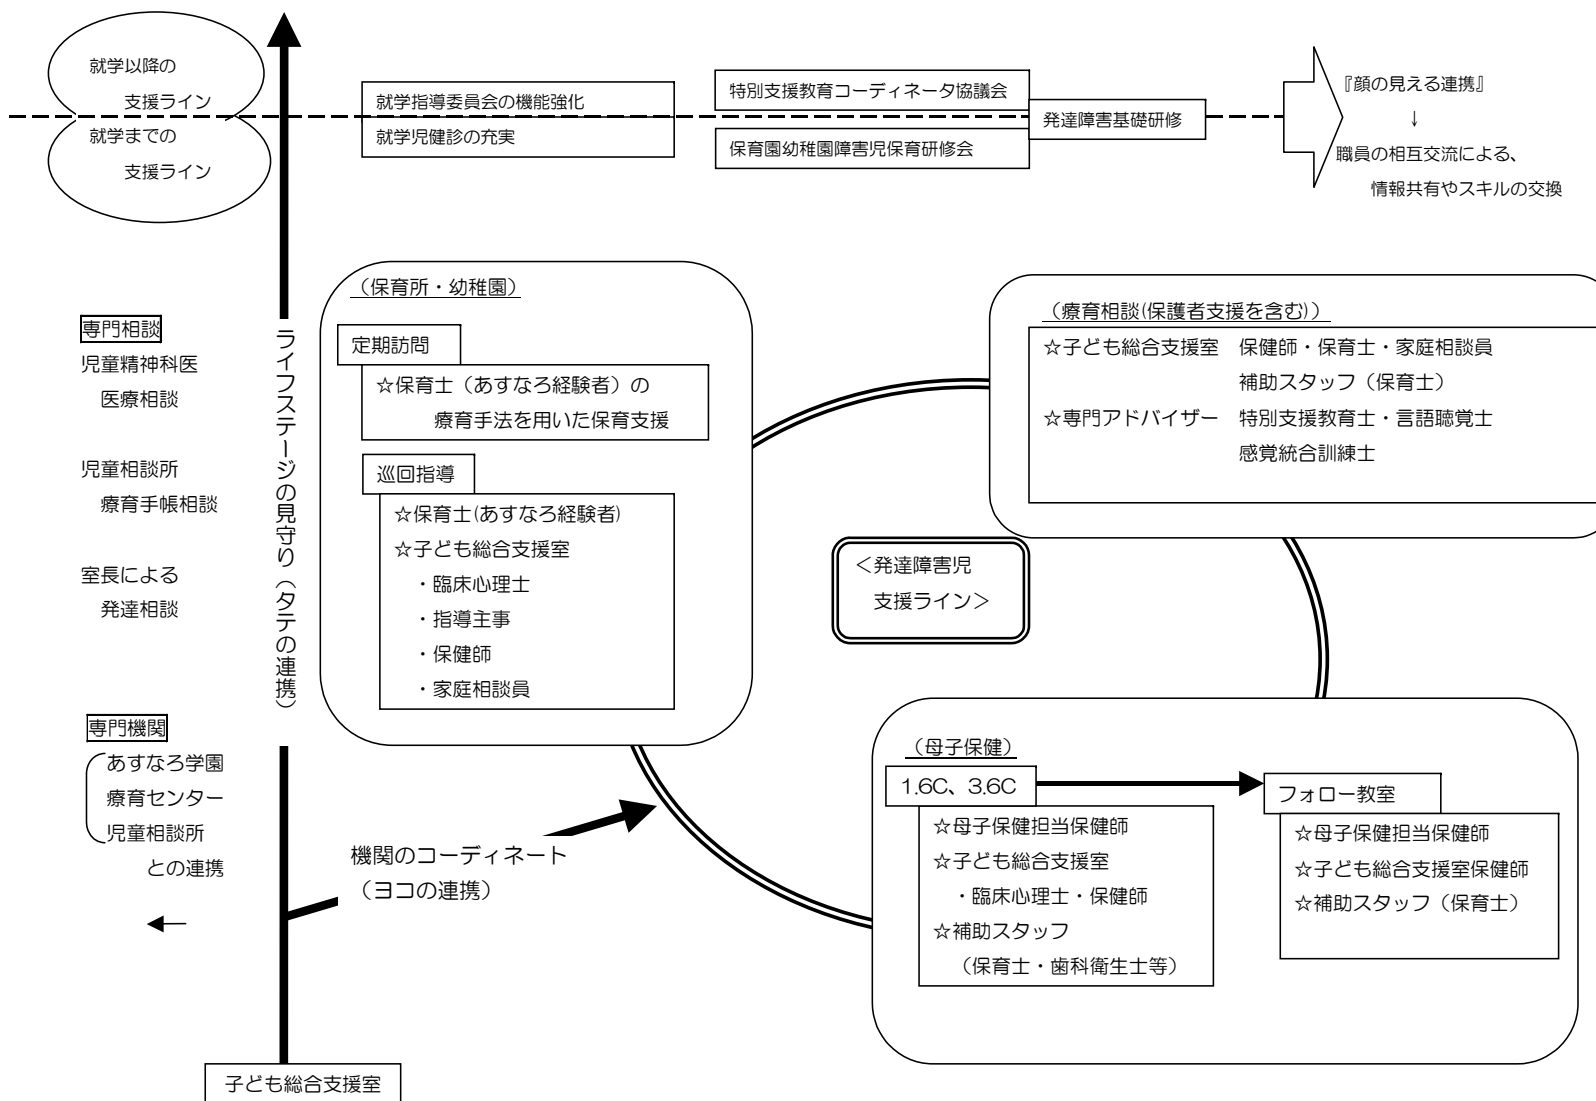 就学以降の
支援ライン
就学までの
支援ライン
就学指導委員会の機能強化
就学児健診の充実
特別支援教育コーディネータ協議会
保育園幼稚園障害児保育研修会
発達障害基礎研修
『顔の見える連携』
↓
職員の相互交流による、
情報共有やスキルの交換
専門相談
児童精神科医
医療相談
児童相談所
療育手帳相談
室長による
発達相談
専門機関
あすなろ学園
療育センター
児童相談所
との連携
ライフステージの見守り（タテの連携）
（保育所・幼稚園）
定期訪問
☆保育士（あすなろ経験者）の
療育手法を用いた保育支援
巡回指導
☆保育士(あすなろ経験者)
☆子ども総合支援室
・臨床心理士
・指導主事
・保健師
・家庭相談員
（療育相談(保護者支援を含む)）
☆子ども総合支援室　保健師・保育士・家庭相談員
補助スタッフ（保育士）
☆専門アドバイザー　特別支援教育士・言語聴覚士
感覚統合訓練士
＜発達障害児
支援ライン＞
機関のコーディネート
（ヨコの連携）
（母子保健）
1.6C、3.6C
☆母子保健担当保健師
☆子ども総合支援室
・臨床心理士・保健師
☆補助スタッフ
（保育士・歯科衛生士等）
フォロー教室
☆母子保健担当保健師
☆子ども総合支援室保健師
☆補助スタッフ（保育士）
子ども総合支援室